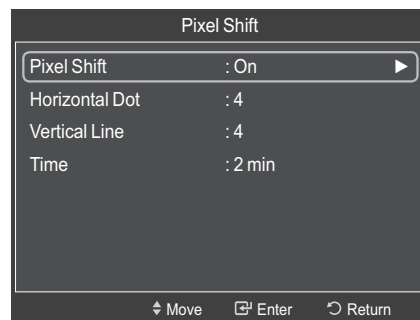 Pixel Shift
Pixel Shift : On ►
Horizontal Dot : 4
Vertical Line : 4
Time : 2 min
Move Enter Return